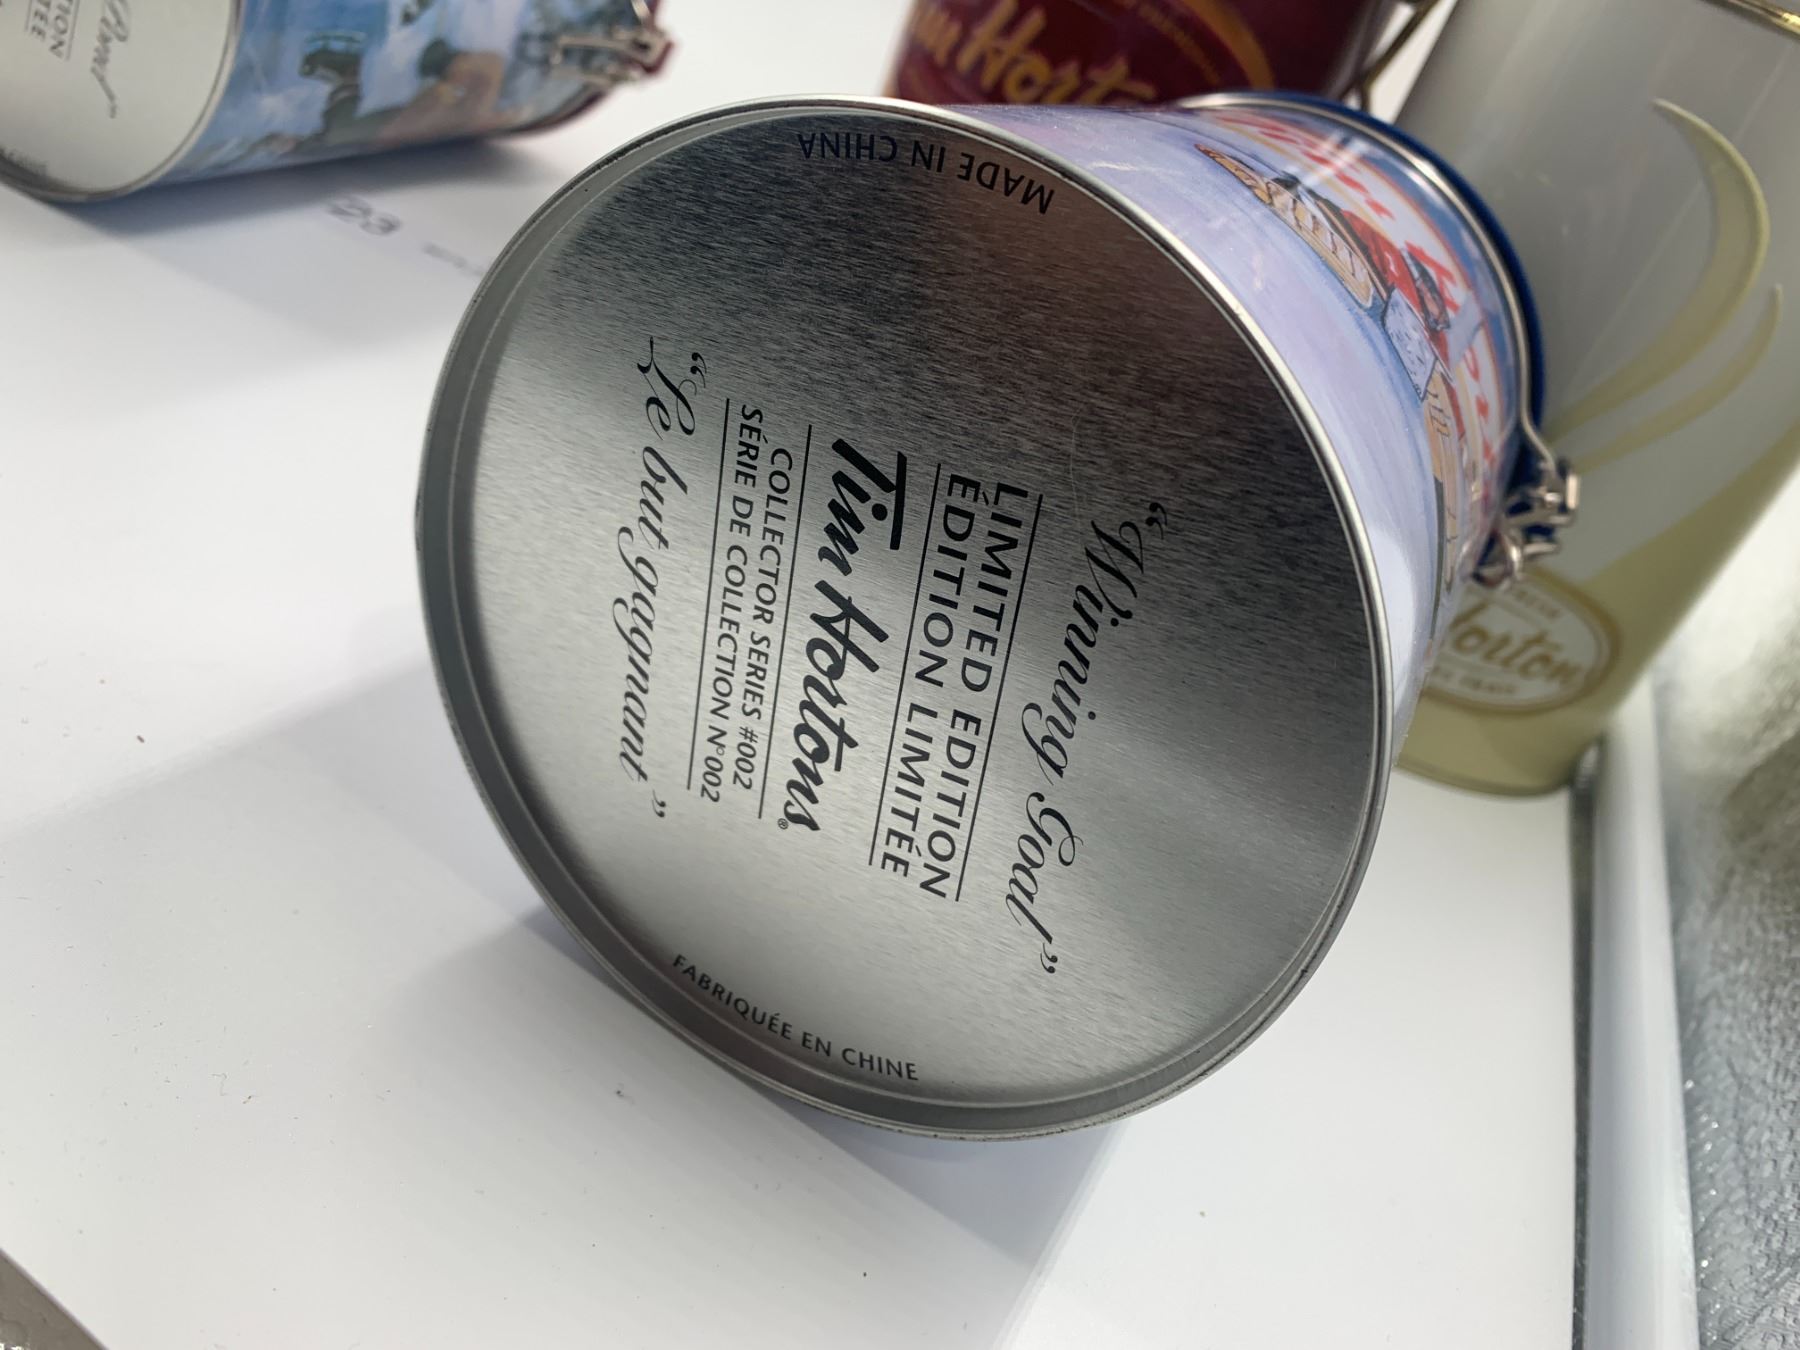 MADE IN CHINA
“Winning Goal”
LIMITED EDITION
ÉDITION LIMITÉE
Tim Hortons®
COLLECTOR SERIES #002
SÉRIE DE COLLECTION Nº002
“Le but gagnant”
FABRIQUÉE EN CHINE